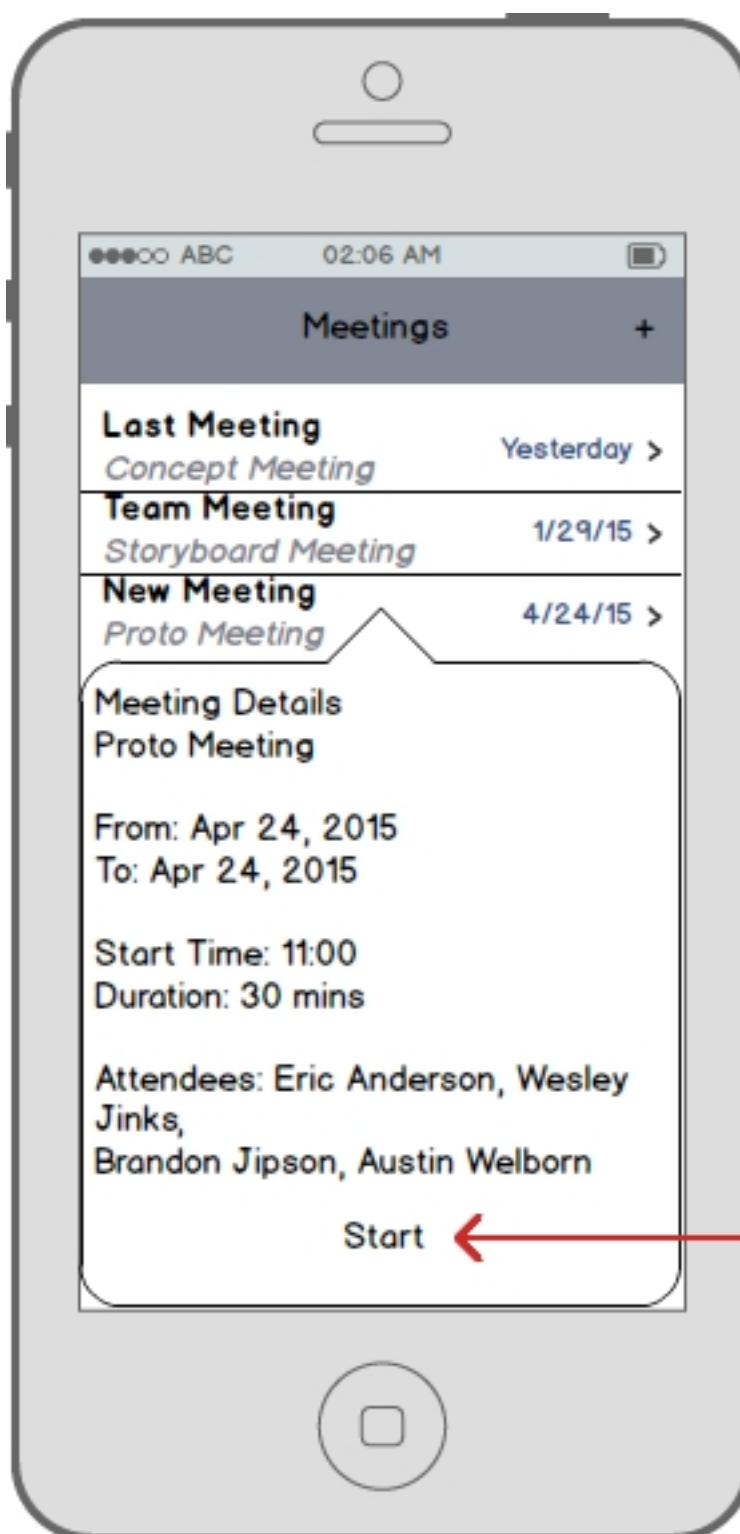 ABC 02:06 AM
Meetings +
Last Meeting
Yesterday >
Concept Meeting
Team Meeting
1/29/15 >
Storyboard Meeting
New Meeting
4/24/15 >
Proto Meeting
Meeting Details
Proto Meeting
From: Apr 24, 2015
To: Apr 24, 2015
Start Time: 11:00
Duration: 30 mins
Attendees: Eric Anderson, Wesley
Jinks,
Brandon Jipson, Austin Welborn
Start